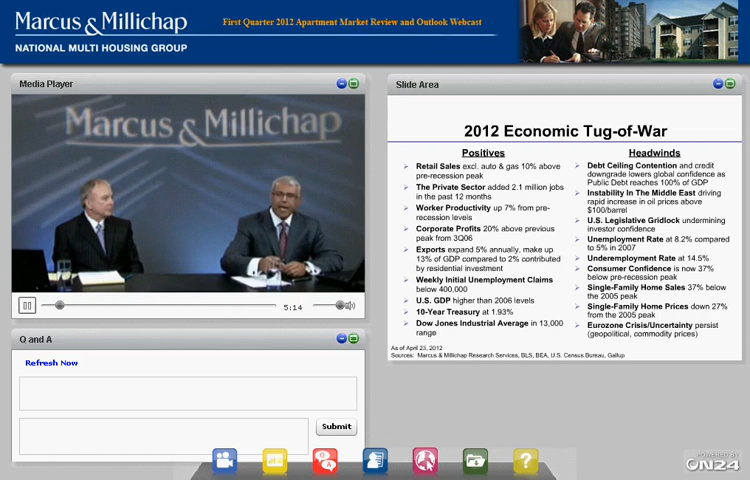 Marcus & Millichap
NATIONAL MULTI HOUSING GROUP
First Quarter 2012 Apartment Market Review and Outlook Webcast
Media Player
Marcus & Millichap
5:14
Q and A
Refresh Now
Submit
Slide Area
2012 Economic Tug-of-War
Positives
➢ Retail Sales excl. auto & gas 10% above
pre-recession peak
➢ The Private Sector added 2.1 million jobs
in the past 12 months
➢ Worker Productivity up 7% from pre-
recession levels
➢ Corporate Profits 20% above previous
peak from 3Q06
➢ Exports expand 5% annually, make up
13% of GDP compared to 2% contributed
by residential investment
➢ Weekly Initial Unemployment Claims
below 400,000
➢ U.S. GDP higher than 2006 levels
➢ 10-Year Treasury at 1.93%
➢ Dow Jones Industrial Average in 13,000
range
Headwinds
➢ Debt Ceiling Contention and credit
downgrade lowers global confidence as
Public Debt reaches 100% of GDP
➢ Instability In The Middle East driving
rapid increase in oil prices above
$100/barrel
➢ U.S. Legislative Gridlock undermining
investor confidence
➢ Unemployment Rate at 8.2% compared
to 5% in 2007
➢ Underemployment Rate at 14.5%
➢ Consumer Confidence is now 37%
below pre-recession peak
➢ Single-Family Home Sales 37% below
the 2005 peak
➢ Single-Family Home Prices down 27%
from the 2005 peak
➢ Eurozone Crisis/Uncertainty persist
(geopolitical, commodity prices)
As of April 23, 2012
Sources: Marcus & Millichap Research Services, BLS, BEA, U.S. Census Bureau, Gallup
Q
A
?
POWERED BY
ON24